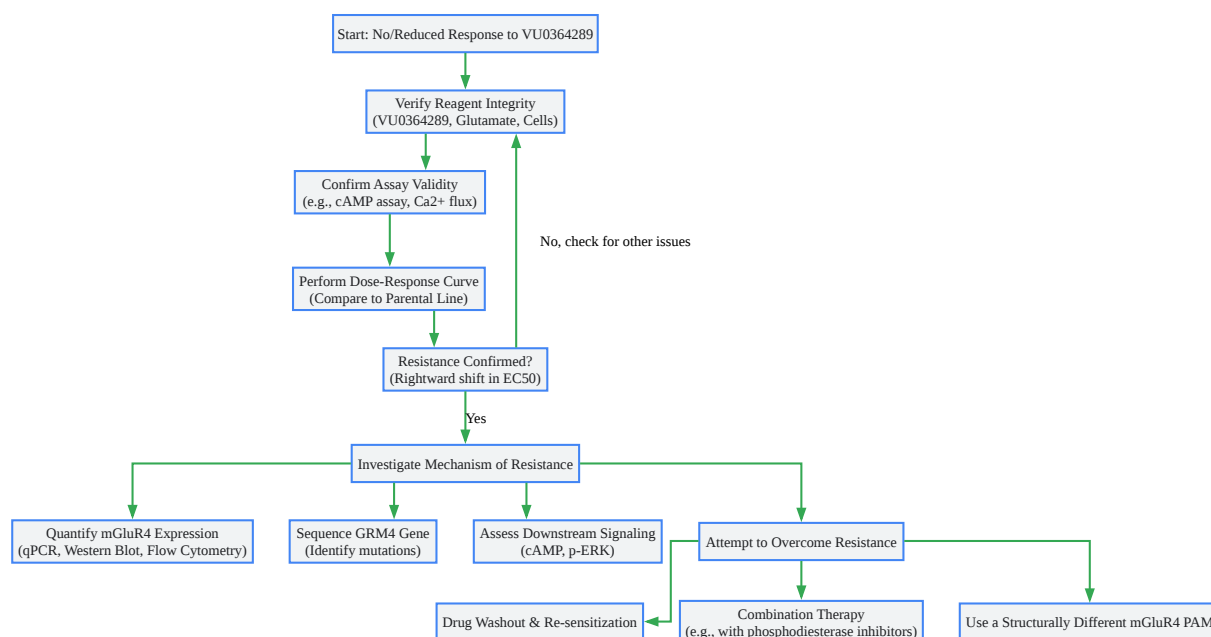 Start: No/Reduced Response to VU0364289
Verify Reagent Integrity
(VU0364289, Glutamate, Cells)
Confirm Assay Validity
(e.g., cAMP assay, Ca2+ flux)
No, check for other issues
Perform Dose-Response Curve
(Compare to Parental Line)
Resistance Confirmed?
(Rightward shift in EC50)
Yes
Investigate Mechanism of Resistance
Quantify mGluR4 Expression
(qPCR, Western Blot, Flow Cytometry)
Sequence GRM4 Gene
(Identify mutations)
Assess Downstream Signaling
(cAMP, p-ERK)
Attempt to Overcome Resistance
Drug Washout & Re-sensitization
Combination Therapy
(e.g., with phosphodiesterase inhibitors)
Use a Structurally Different mGluR4 PAM